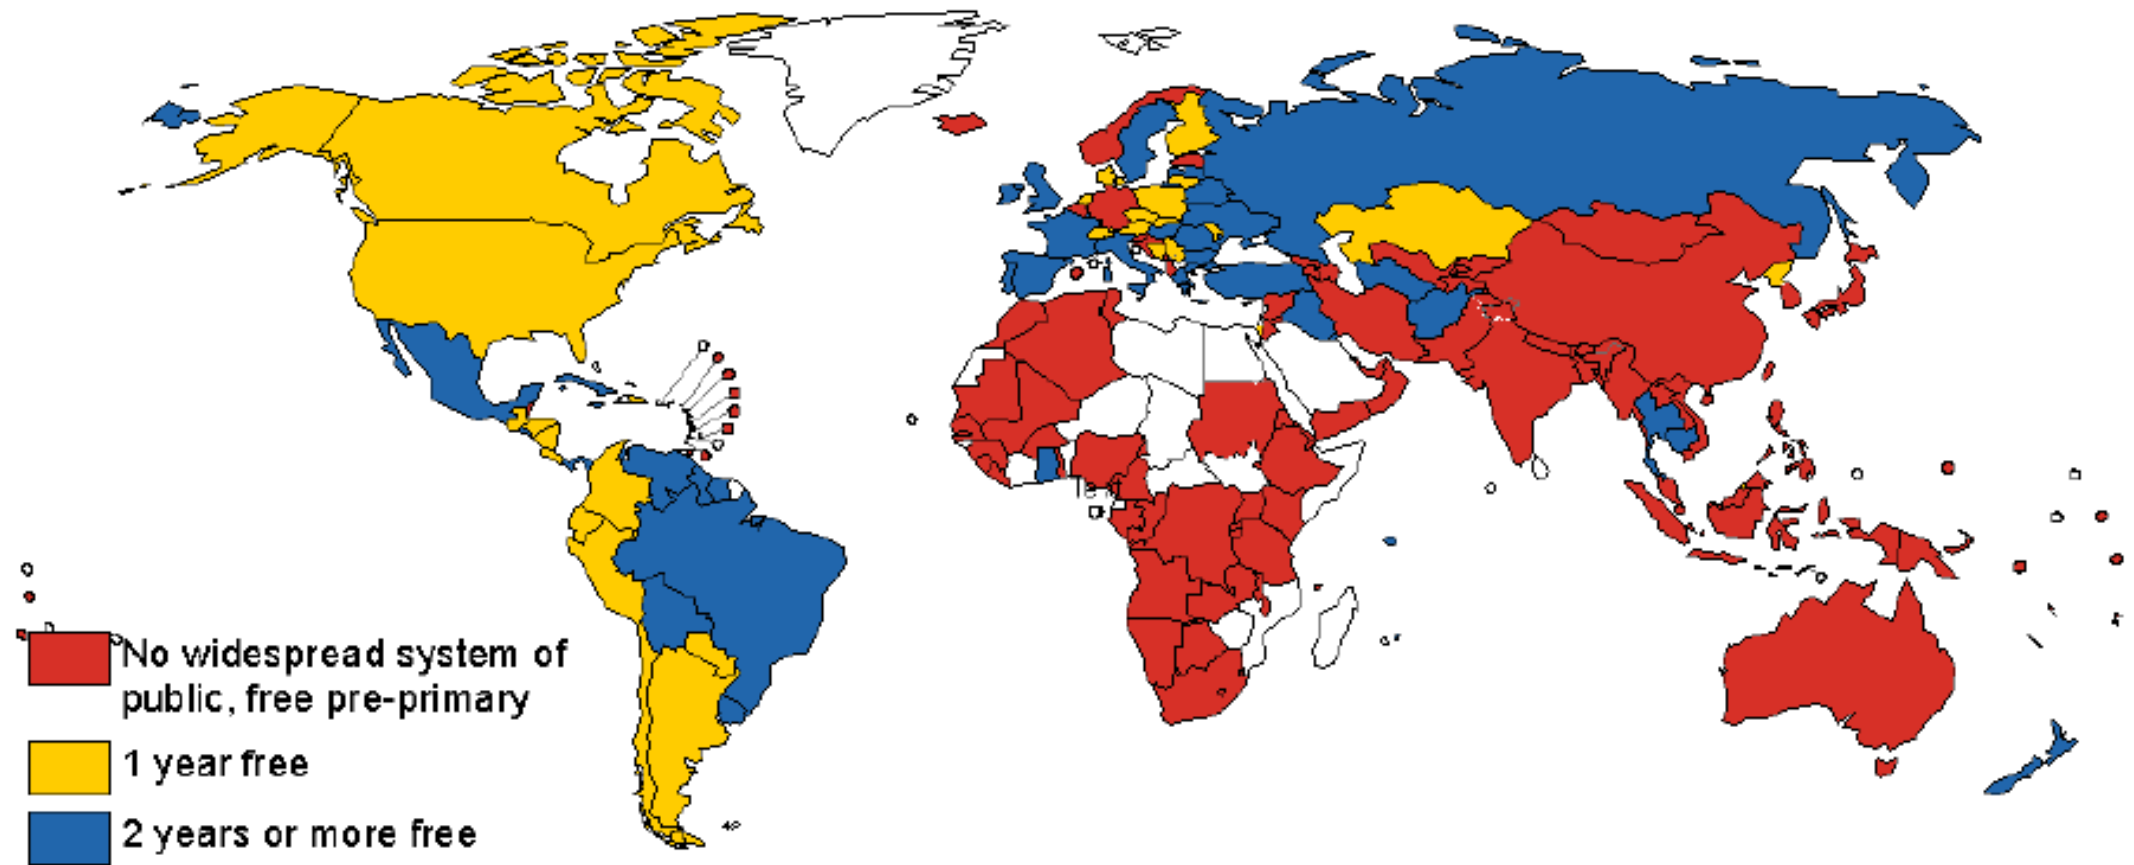 No widespread system of
public, free pre-primary
1 year free
2 years or more free